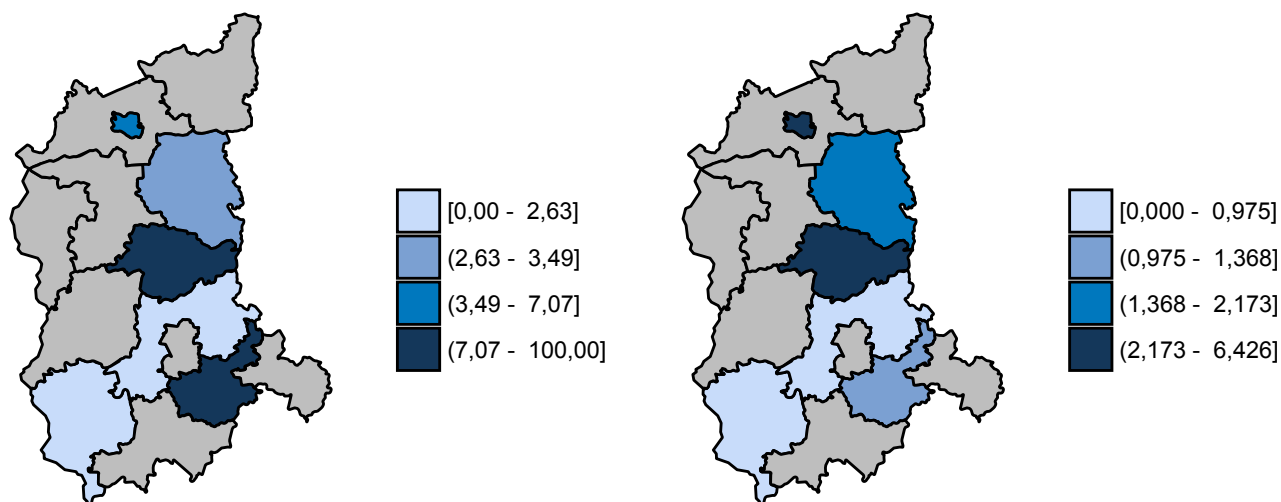 [0,00 - 2,63]
(2,63 - 3,49]
(3,49 - 7,07]
(7,07 - 100,00]
[0,000 - 0,975]
(0,975 - 1,368]
(1,368 - 2,173]
(2,173 - 6,426]